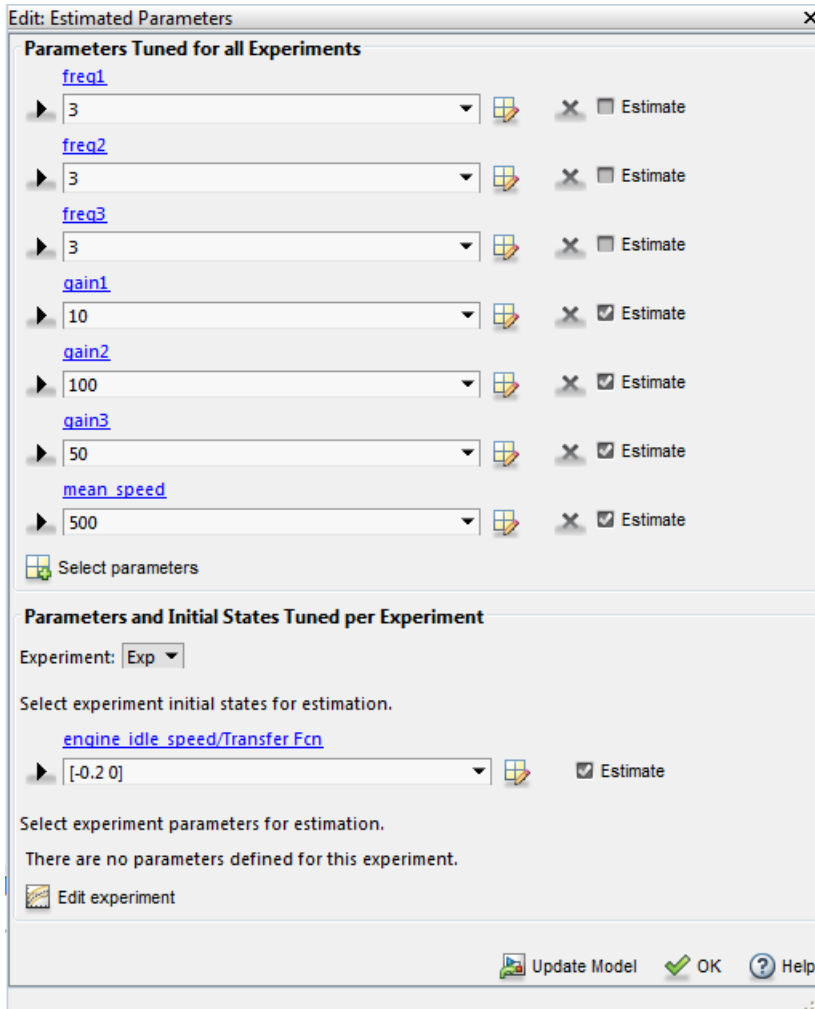 Edit: Estimated Parameters
Parameters Tuned for all Experiments
freq1
3
Estimate
freq2
3
Estimate
freq3
3
Estimate
gain1
10
Estimate
gain2
100
Estimate
gain3
50
Estimate
mean_speed
500
Estimate
Select parameters
Parameters and Initial States Tuned per Experiment
Experiment: Exp
Select experiment initial states for estimation.
engine_idle_speed/Transfer Fcn
[-0.2 0]
Estimate
Select experiment parameters for estimation.
There are no parameters defined for this experiment.
Edit experiment
Update Model OK Help